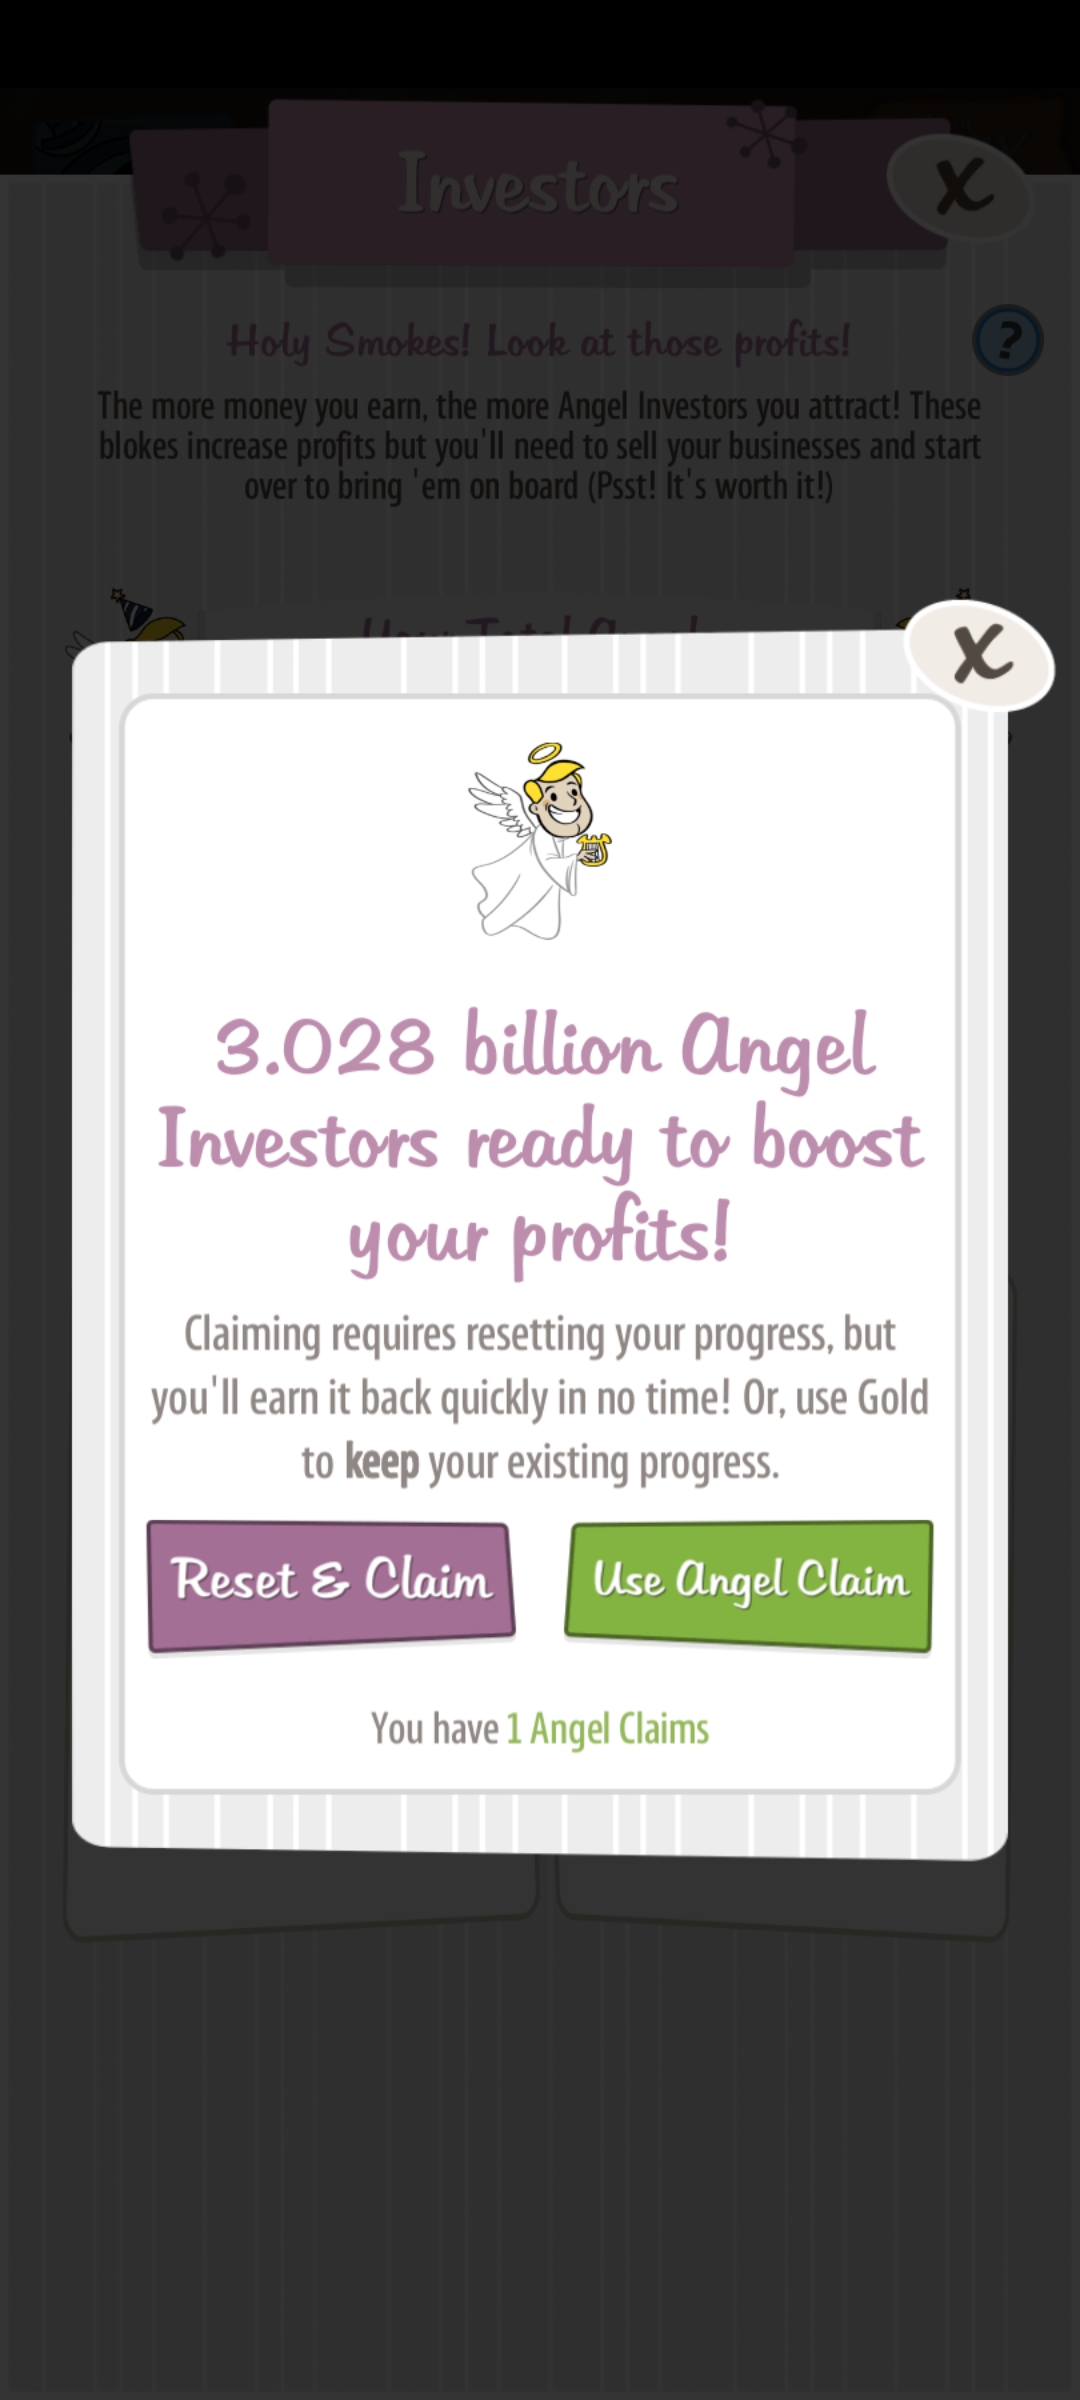 Investors
X
Holy Smokes! Look at those profits!
?
The more money you earn, the more Angel Investors you attract! These
blokes increase profits but you'll need to sell your businesses and start
over to bring 'em on board (Psst! It's worth it!)
X
3.028 billion Angel
Investors ready to boost
your profits!
Claiming requires resetting your progress, but
you'll earn it back quickly in no time! Or, use Gold
to keep your existing progress.
Reset & Claim
Use Angel Claim
You have 1 Angel Claims